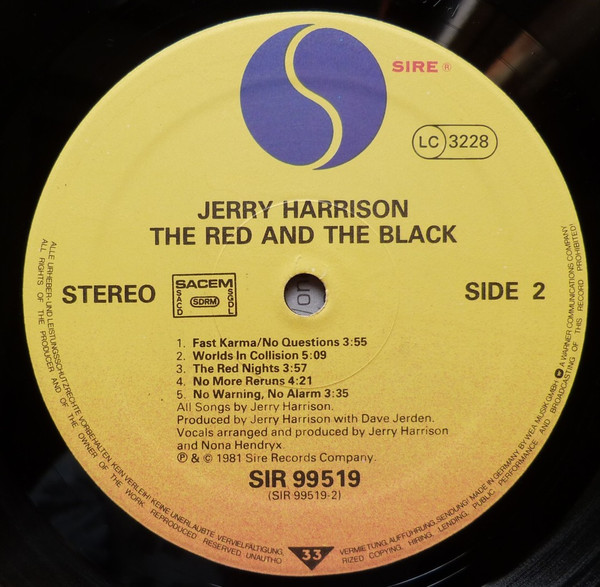 SIRE ®
LC 3228
JERRY HARRISON
THE RED AND THE BLACK
STEREO
SACEM
SACD
SDRM
SGDL
SIDE 2
1. Fast Karma/No Questions 3:55
2. Worlds In Collision 5:09
3. The Red Nights 3:57
4. No More Reruns 4:21
5. No Warning, No Alarm 3:35
All Songs by Jerry Harrison.
Produced by Jerry Harrison with Dave Jerden.
Vocals arranged and produced by Jerry Harrison
and Nona Hendryx.
℗ & © 1981 Sire Records Company.
SIR 99519
(SIR 99519-2)
33
ALLE URHEBER- UND LEISTUNGSSCHUTZRECHTE VORBEHALTEN. KEIN VERLEIH! KEINE UNERLAUBTE VERVIELFÄLTIGUNG, VERMIETUNG, AUFFÜHRUNG, SENDUNG! MADE IN GERMANY BY WEA MUSIK GMBH A WARNER COMMUNICATIONS COMPANY
ALL RIGHTS OF THE PRODUCER AND OF THE OWNER OF THE WORK REPRODUCED RESERVED. UNAUTHORIZED COPYING, HIRING, LENDING, PUBLIC PERFORMANCE AND BROADCASTING OF THIS RECORD PROHIBITED!